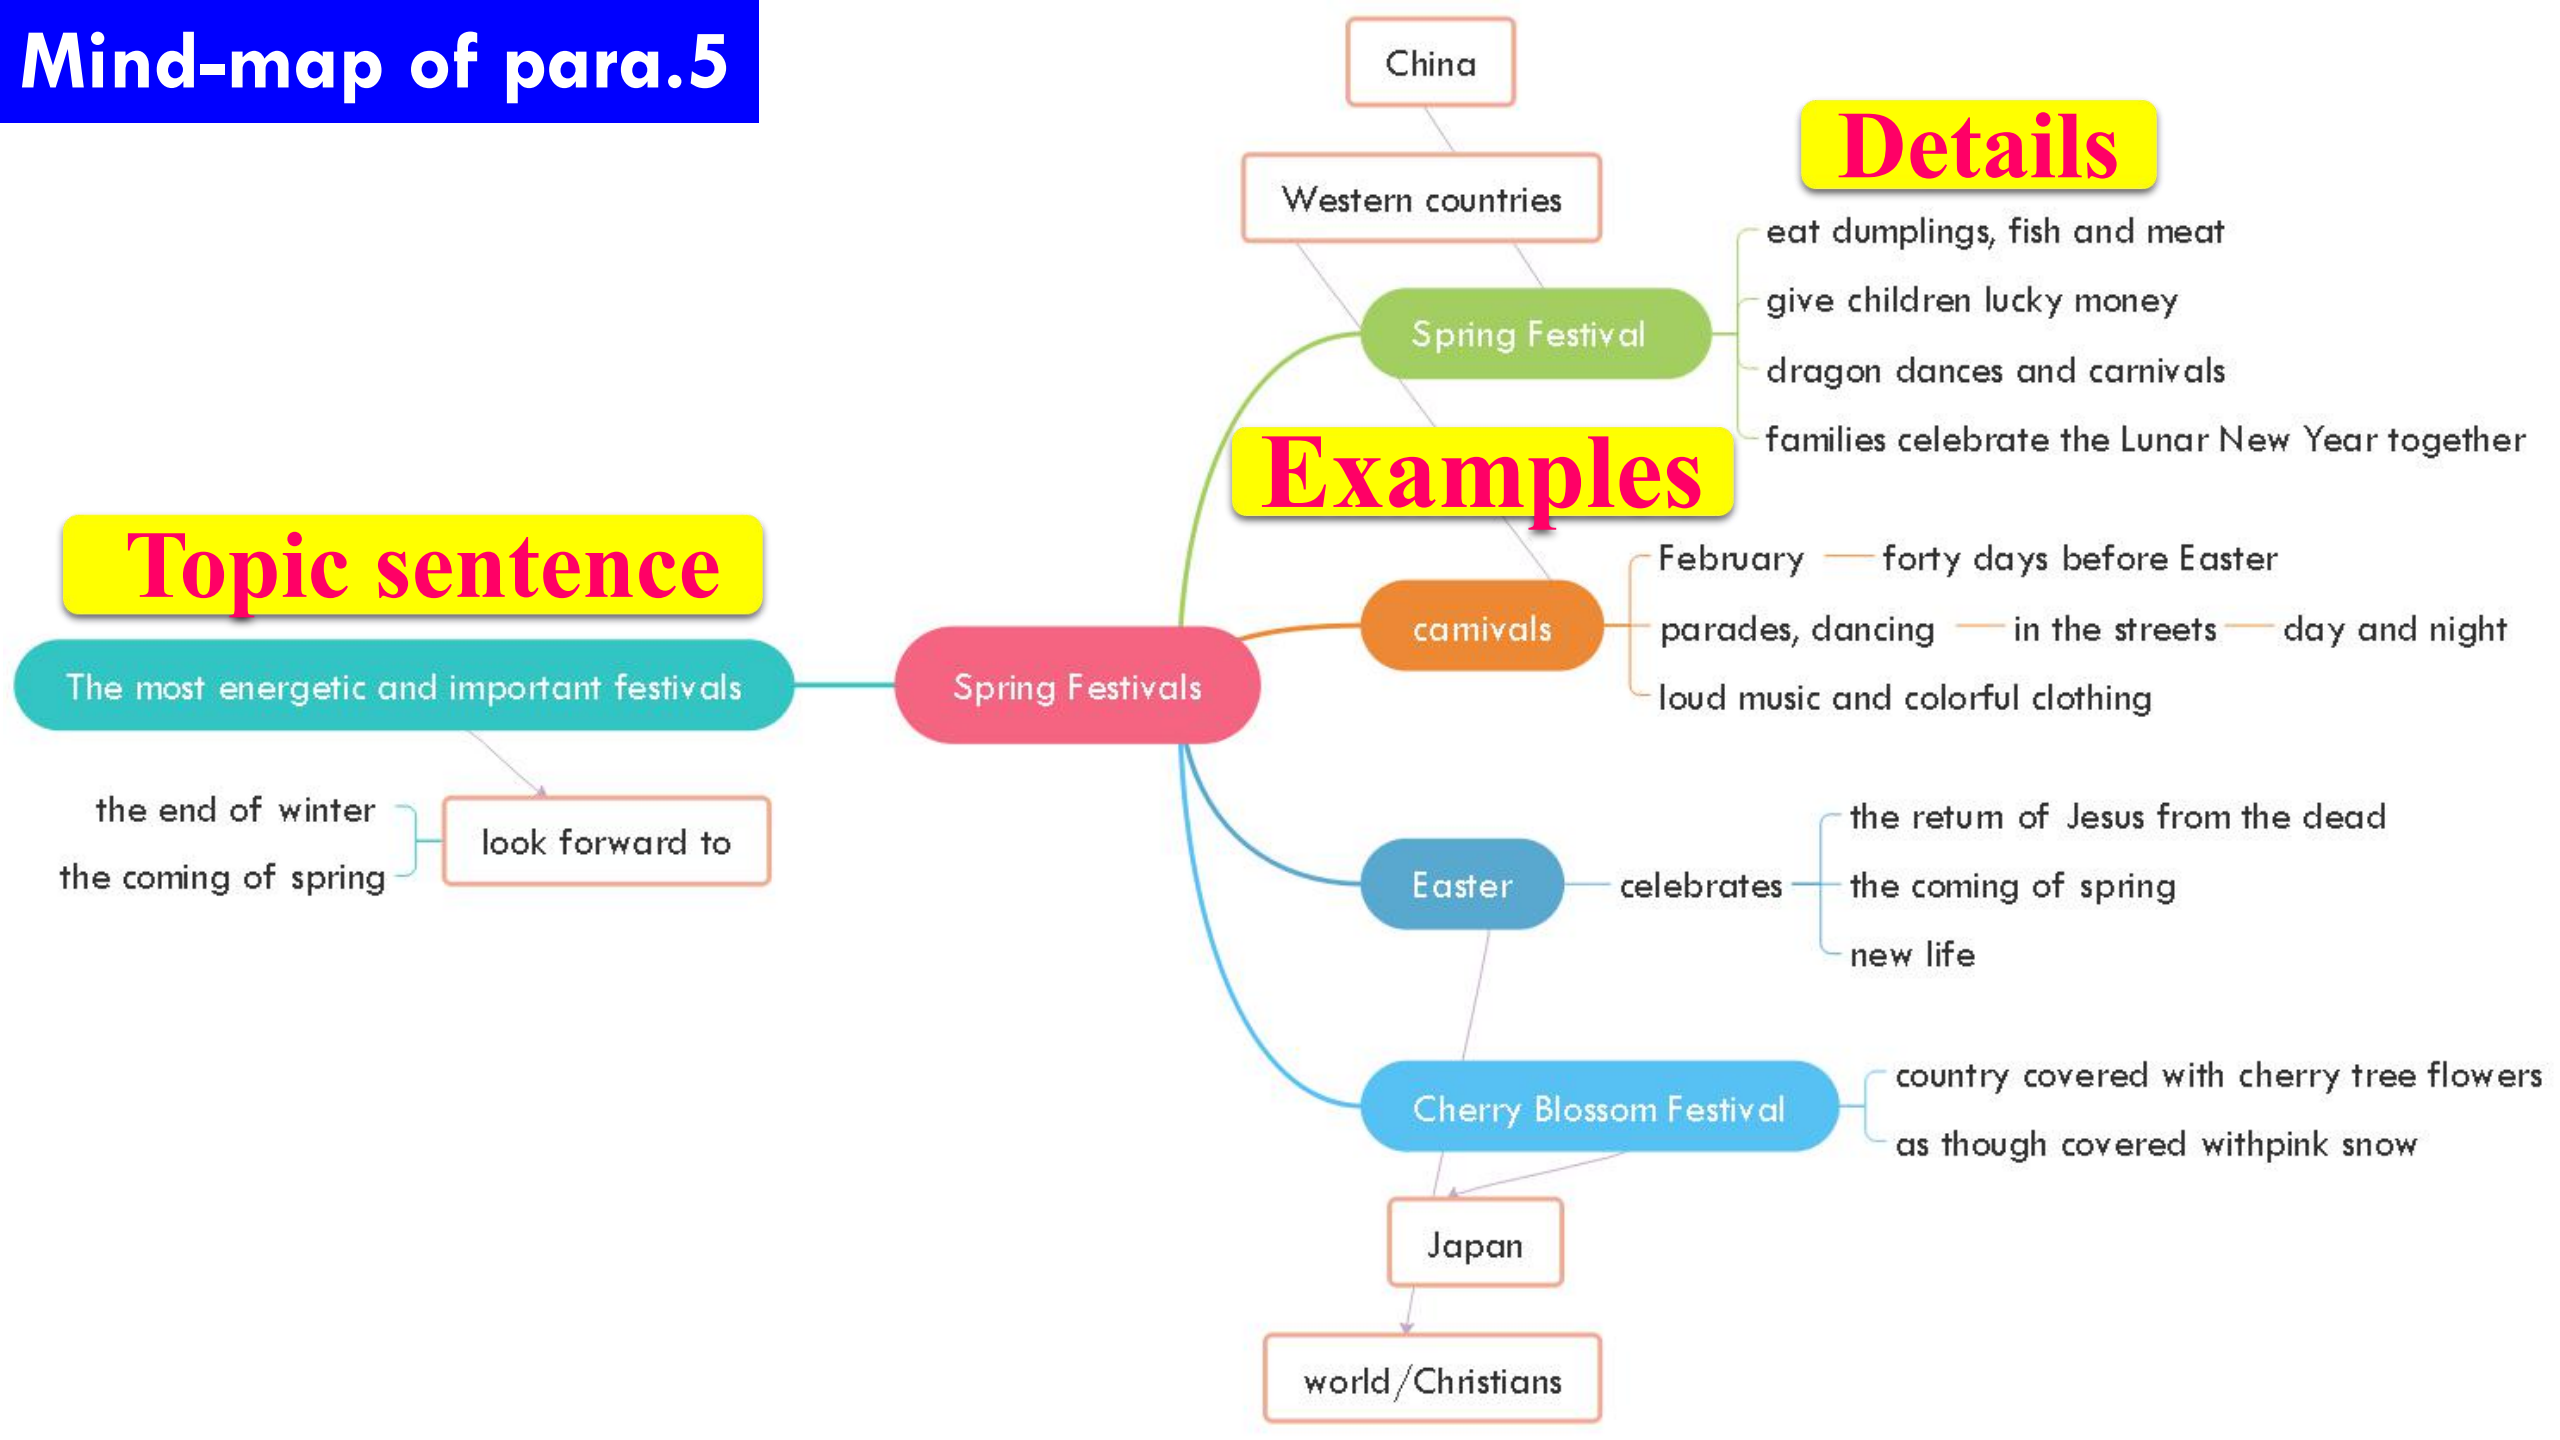 Mind-map of para.5
China
Western countries
Details
Spring Festival
eat dumplings, fish and meat
give children lucky money
dragon dances and carnivals
families celebrate the Lunar New Year together
Examples
Topic sentence
The most energetic and important festivals
look forward to
the end of winter
the coming of spring
Spring Festivals
carnivals
February
forty days before Easter
parades, dancing
in the streets
day and night
loud music and colorful clothing
Easter
celebrates
the return of Jesus from the dead
the coming of spring
new life
Cherry Blossom Festival
country covered with cherry tree flowers
as though covered withpink snow
Japan
world/Christians